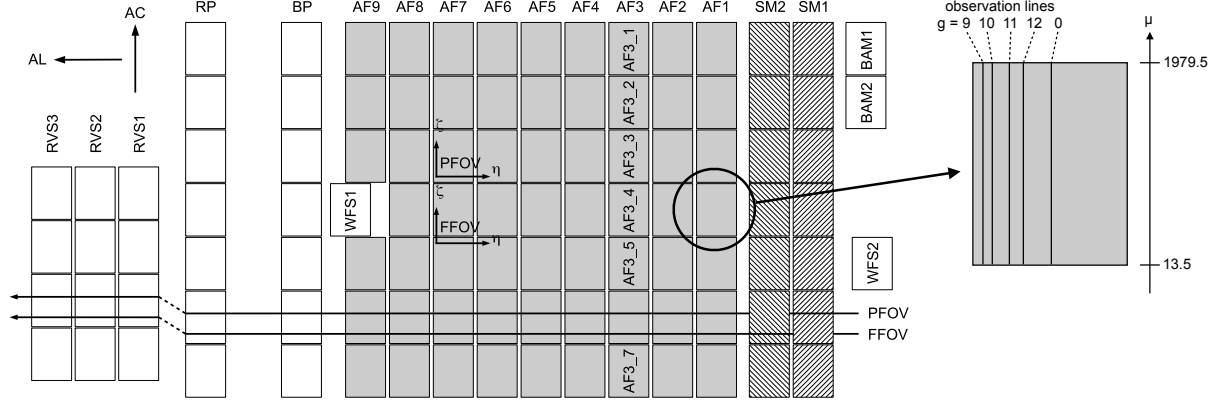 AC
AL
RVS3
RVS2
RVS1
RP
BP
AF9
AF8
AF7
AF6
AF5
AF4
AF3
AF2
AF1
SM2
SM1
AF3_1
AF3_2
AF3_3
AF3_4
AF3_5
AF3_7
ζ
PFOV
η
ζ
FFOV
η
WFS1
BAM1
BAM2
WFS2
PFOV
FFOV
observation lines
g = 9 10 11 12 0
μ
1979.5
13.5